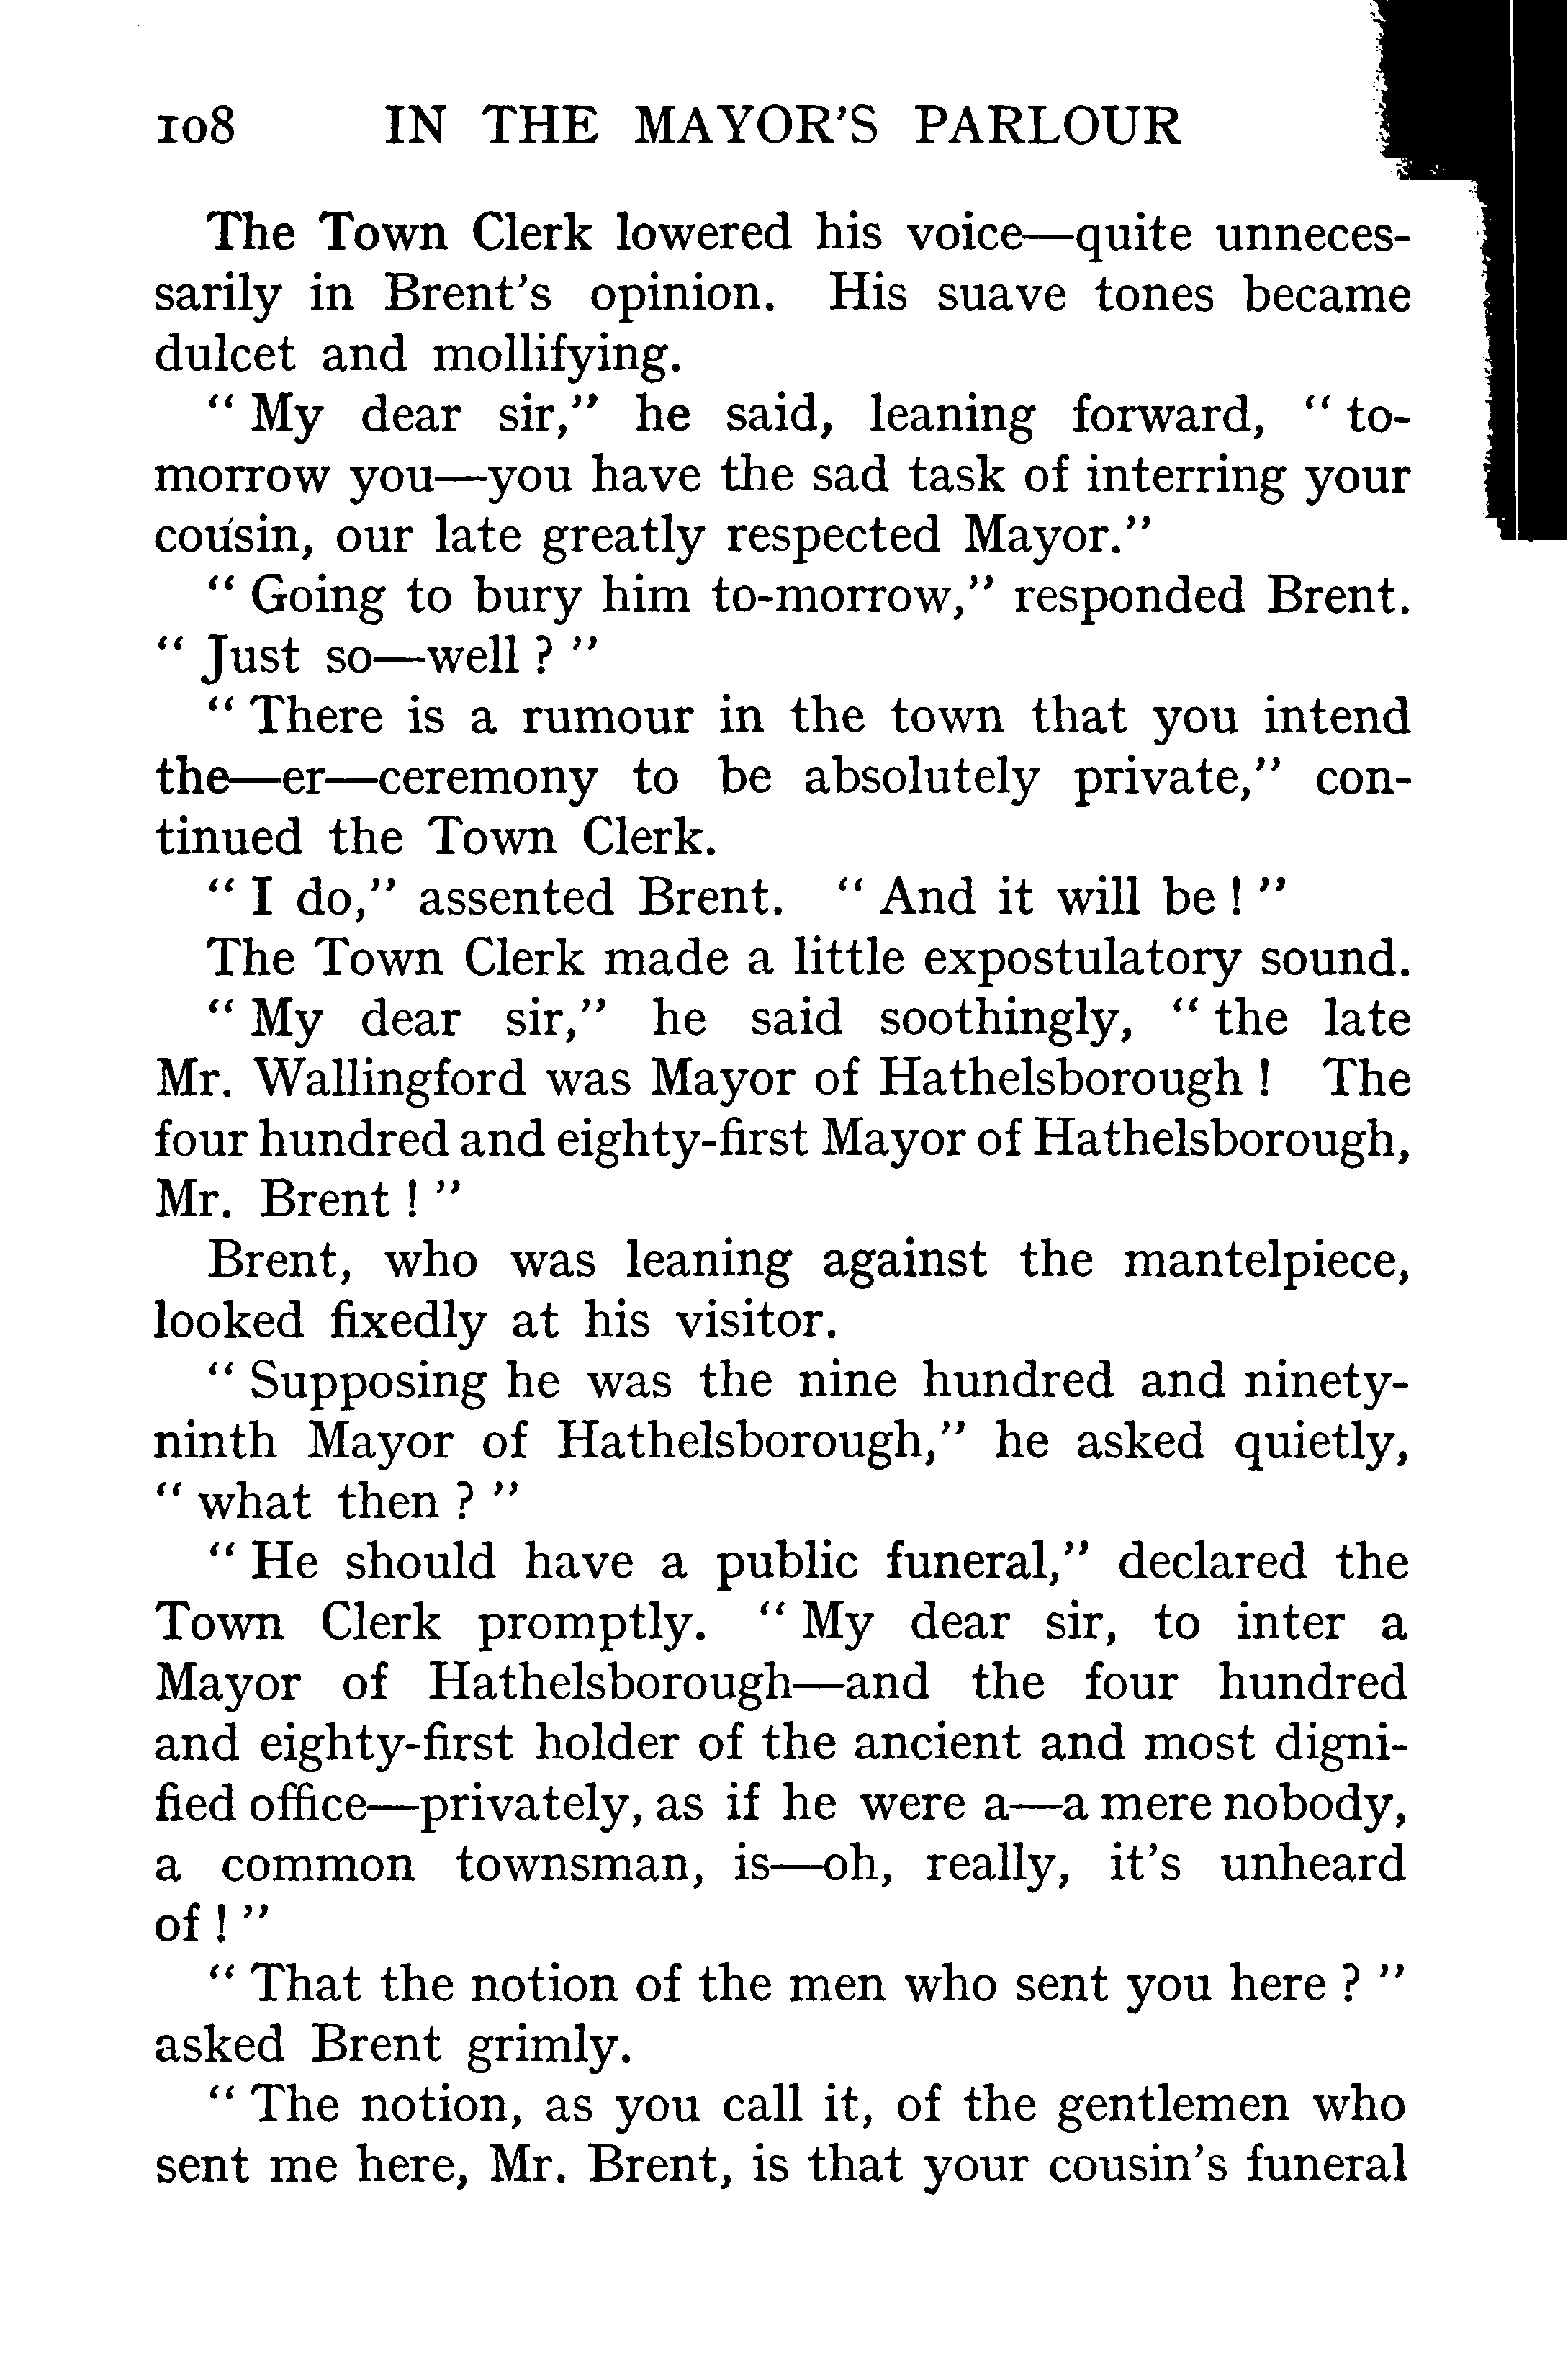 108 IN THE MAYOR'S PARLOUR
The Town Clerk lowered his voice—quite unneces-
sarily in Brent's opinion. His suave tones became
dulcet and mollifying.
" My dear sir," he said, leaning forward, " to-
morrow you—you have the sad task of interring your
cousin, our late greatly respected Mayor."
" Going to bury him to-morrow," responded Brent.
" Just so—well ? "
" There is a rumour in the town that you intend
the—er—ceremony to be absolutely private," con-
tinued the Town Clerk.
" I do," assented Brent. " And it will be ! "
The Town Clerk made a little expostulatory sound.
" My dear sir," he said soothingly, " the late
Mr. Wallingford was Mayor of Hathelsborough ! The
four hundred and eighty-first Mayor of Hathelsborough,
Mr. Brent ! "
Brent, who was leaning against the mantelpiece,
looked fixedly at his visitor.
" Supposing he was the nine hundred and ninety-
ninth Mayor of Hathelsborough," he asked quietly,
" what then ? "
" He should have a public funeral," declared the
Town Clerk promptly. " My dear sir, to inter a
Mayor of Hathelsborough—and the four hundred
and eighty-first holder of the ancient and most digni-
fied office—privately, as if he were a—a mere nobody,
a common townsman, is—oh, really, it's unheard
of ! "
" That the notion of the men who sent you here ? "
asked Brent grimly.
" The notion, as you call it, of the gentlemen who
sent me here, Mr. Brent, is that your cousin's funeral